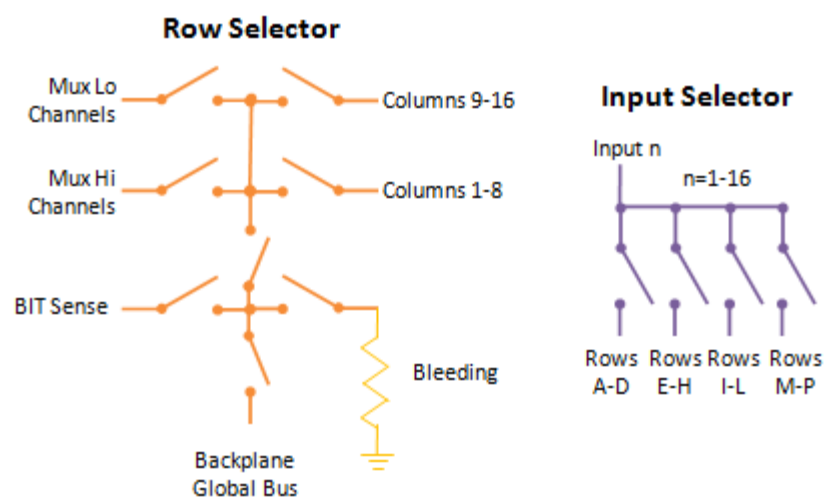 Row Selector
Mux Lo
Channels
Columns 9-16
Mux Hi
Channels
Columns 1-8
BIT Sense
Bleeding
Backplane
Global Bus
Input Selector
Input n
n=1-16
Rows Rows Rows Rows
A-D E-H I-L M-P